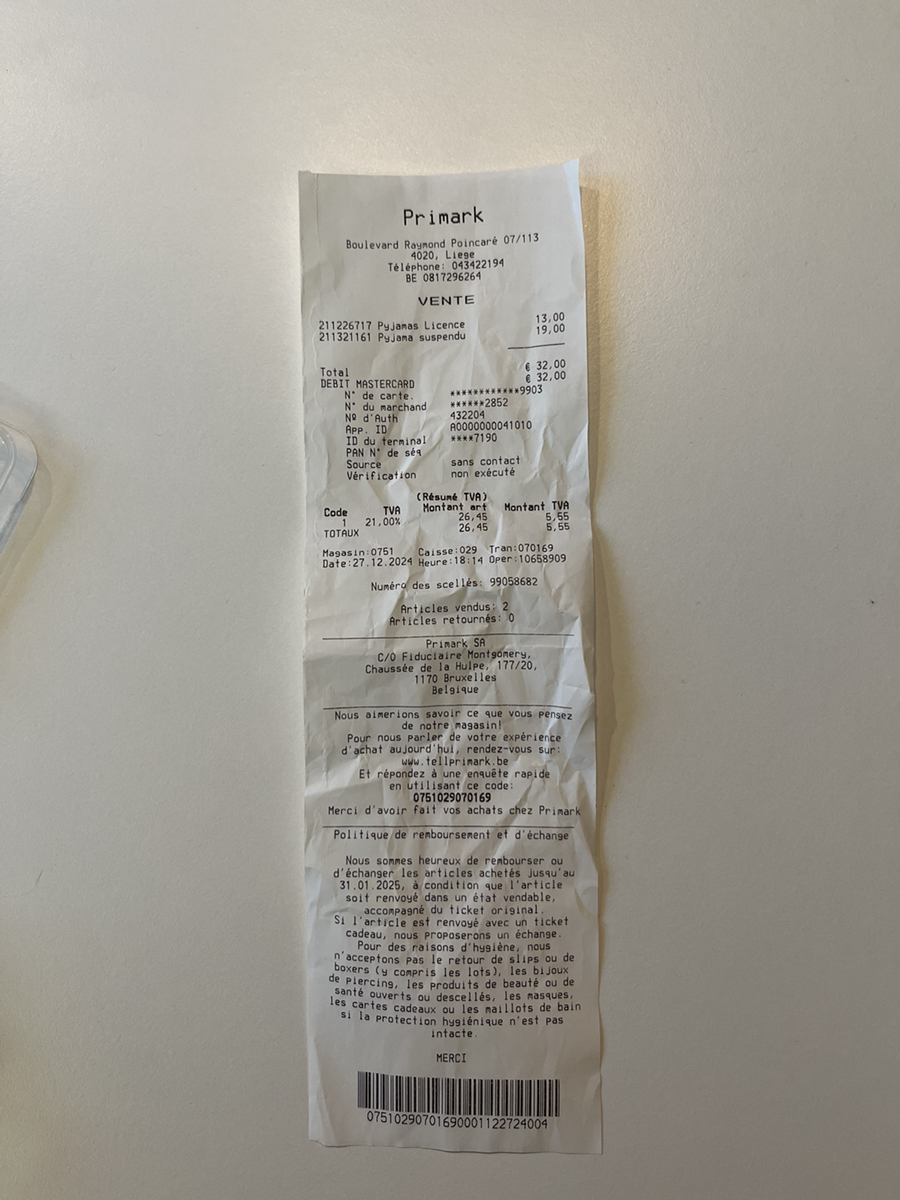 Primark
Boulevard Raymond Poincaré 07/113
4020, Liege
Téléphone: 043422194
BE 0817296264
VENTE
211226717 Pyjamas Licence 13,00
211321161 Pyjama suspendu 19,00
Total € 32,00
DEBIT MASTERCARD € 32,00
N° de carte. ************9903
N° du marchand ******2852
Nº d'Auth 432204
App. ID A0000000041010
ID du terminal ****7190
PAN N° de séq
Source sans contact
Vérification non exécuté
(Résumé TVA)
Code TVA Montant art Montant TVA
1 21,00% 26,45 5,55
TOTAUX 26,45 5,55
Magasin:0751 Caisse:029 Tran:070169
Date:27.12.2024 Heure:18:14 Oper:10658909
Numéro des scellés: 99058682
Articles vendus: 2
Articles retournés: 0
Primark SA
C/O Fiduciaire Montgomery,
Chaussée de la Hulpe, 177/20,
1170 Bruxelles
Belgique
Nous aimerions savoir ce que vous pensez
de notre magasin!
Pour nous parler de votre expérience
d'achat aujourd'hui, rendez-vous sur:
www.tellprimark.be
Et répondez à une enquête rapide
en utilisant ce code:
0751029070169
Merci d'avoir fait vos achats chez Primark
Politique de remboursement et d'échange
Nous sommes heureux de rembourser ou
d'échanger les articles achetés jusqu'au
31.01.2025, à condition que l'article
soit renvoyé dans un état vendable,
accompagné du ticket original.
Si l'article est renvoyé avec un ticket
cadeau, nous proposerons un échange.
Pour des raisons d'hygiène, nous
n'acceptons pas le retour de slips ou de
boxers (y compris les lots), les bijoux
de piercing, les produits de beauté ou de
santé ouverts ou descellés, les masques,
les cartes cadeaux ou les maillots de bain
si la protection hygiénique n'est pas
intacte.
MERCI
07510290701690001122724004